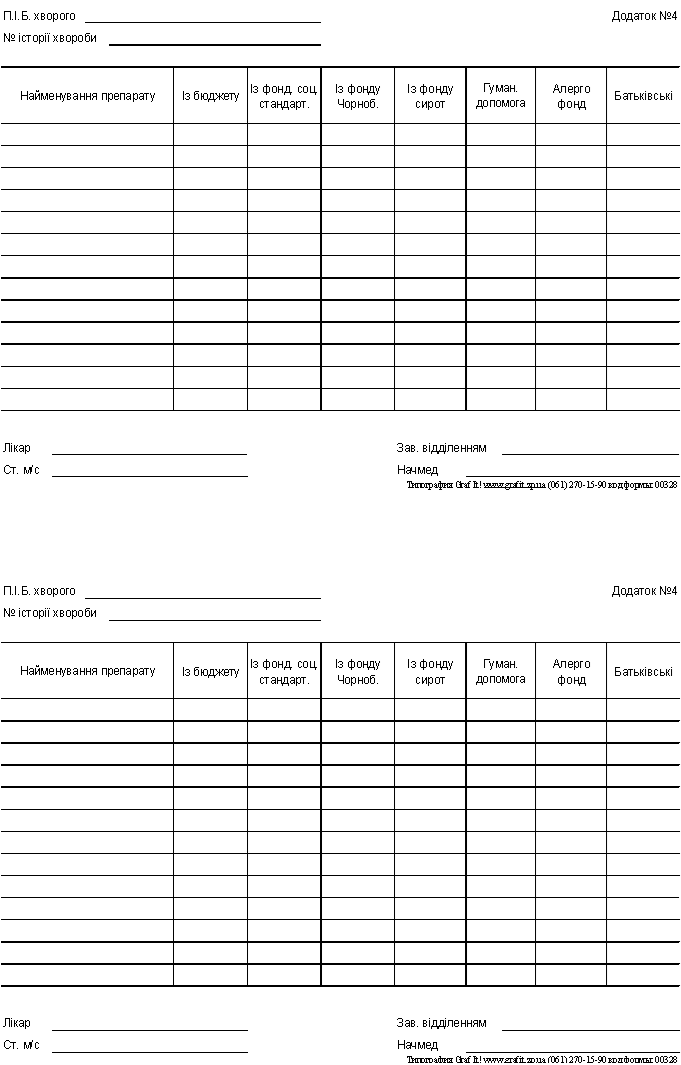 П.І.Б. хворого Додаток №4
№ історії хвороби
Найменування препарату Із бюджету Із фонд. соц. стандарт. Із фонду Чорноб. Із фонду сирот Гуман. допомога Алерго фонд Батьківські
Лікар Зав. відділенням
Ст. м/с Начмед
Типография Graf It! www.grafit.zp.ua (061) 270-15-90 код формы: 00328
П.І.Б. хворого Додаток №4
№ історії хвороби
Найменування препарату Із бюджету Із фонд. соц. стандарт. Із фонду Чорноб. Із фонду сирот Гуман. допомога Алерго фонд Батьківські
Лікар Зав. відділенням
Ст. м/с Начмед
Типография Graf It! www.grafit.zp.ua (061) 270-15-90 код формы: 00328